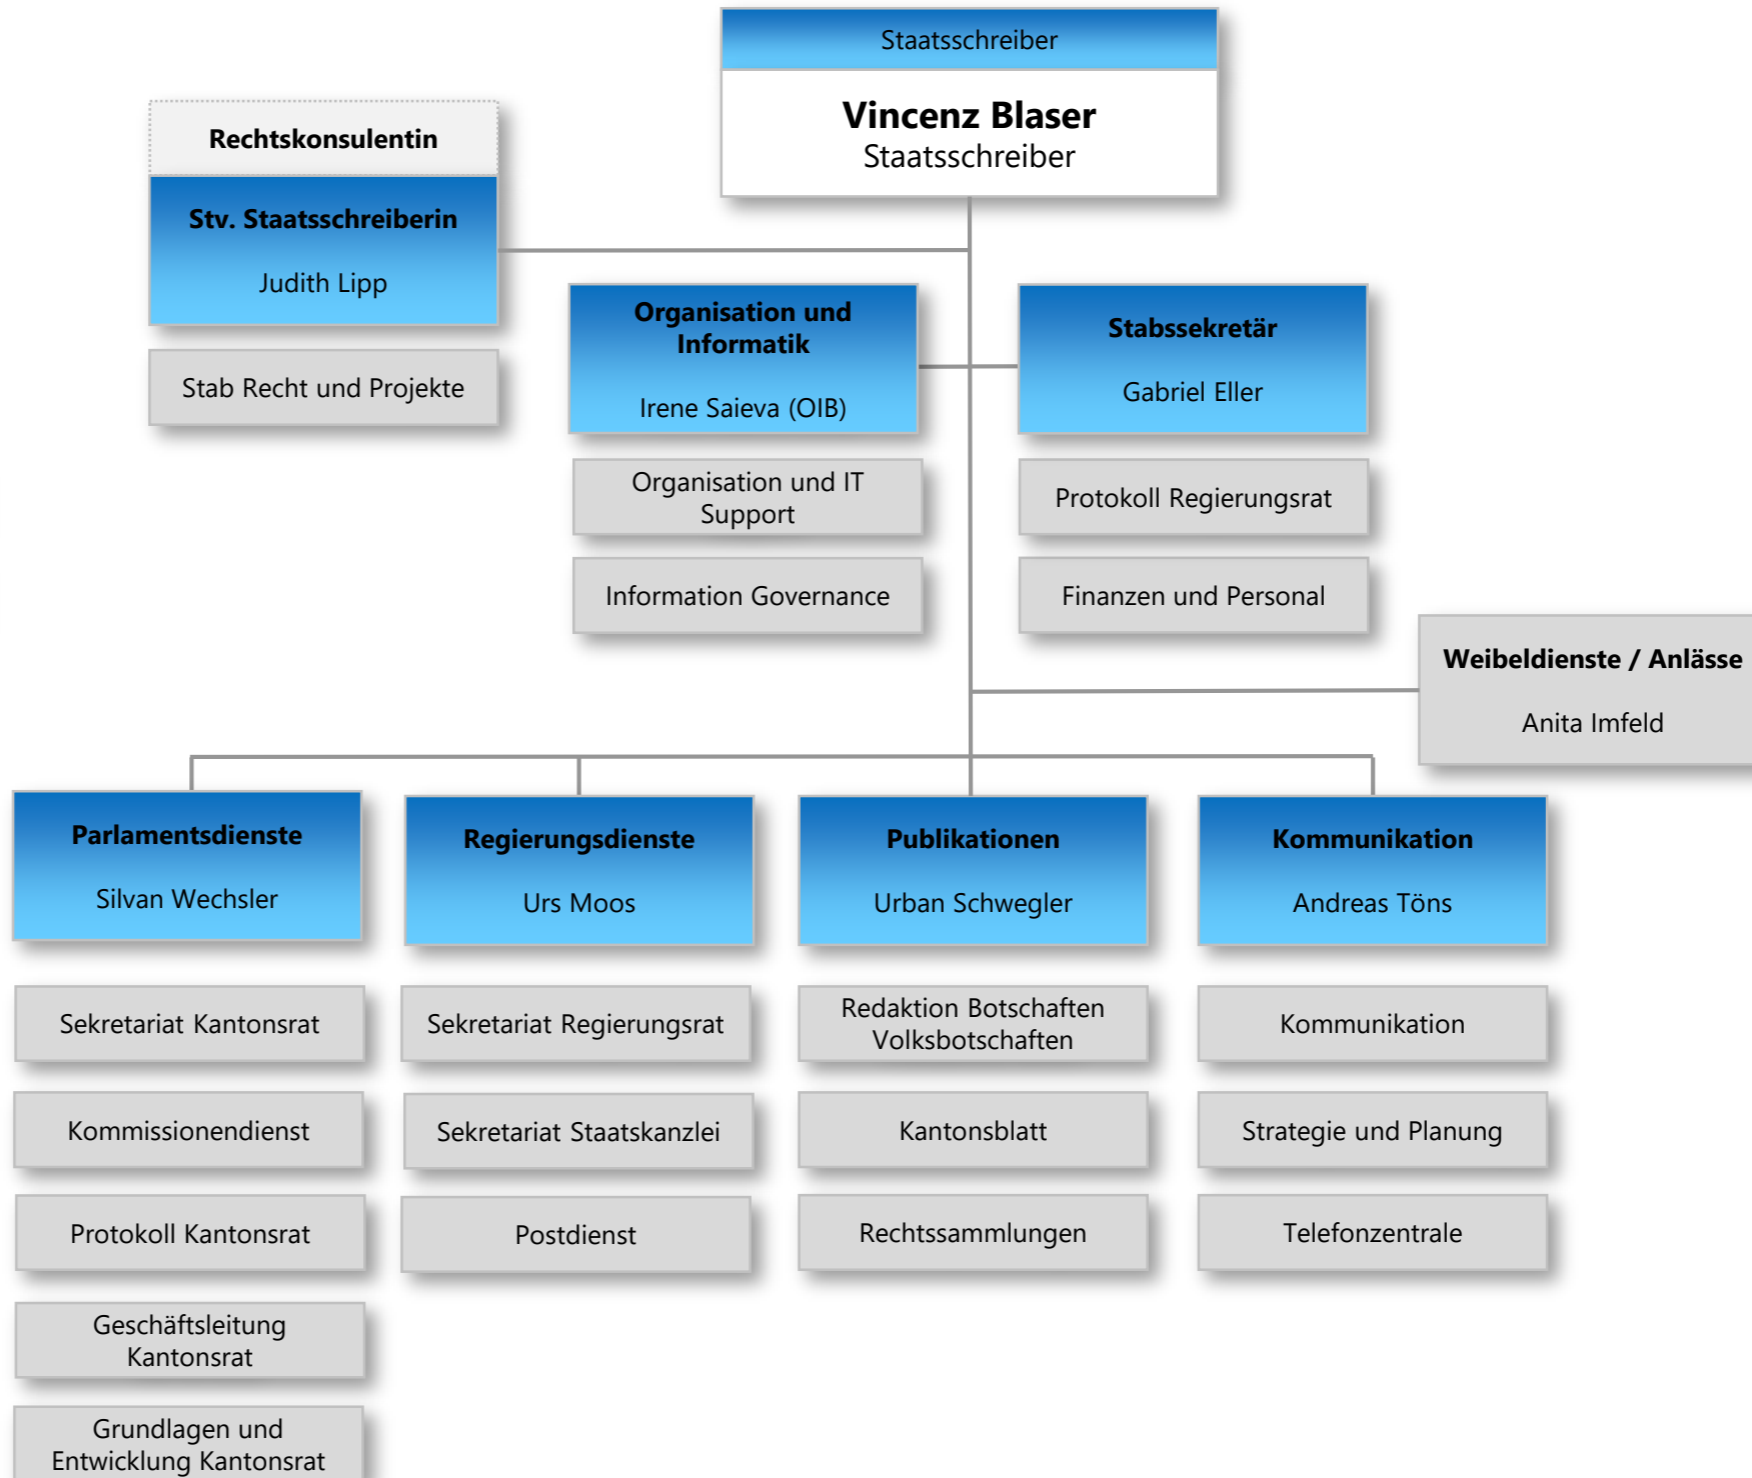 Staatsschreiber
Vincenz Blaser
Staatsschreiber
Rechtskonsulentin
Stv. Staatsschreiberin
Judith Lipp
Stab Recht und Projekte
Organisation und
Informatik
Irene Saieva (OIB)
Organisation und IT
Support
Information Governance
Stabssekretär
Gabriel Eller
Protokoll Regierungsrat
Finanzen und Personal
Weibeldienste / Anlässe
Anita Imfeld
Parlamentsdienste
Silvan Wechsler
Sekretariat Kantonsrat
Kommissionendienst
Protokoll Kantonsrat
Geschäftsleitung
Kantonsrat
Grundlagen und
Entwicklung Kantonsrat
Regierungsdienste
Urs Moos
Sekretariat Regierungsrat
Sekretariat Staatskanzlei
Postdienst
Publikationen
Urban Schwegler
Redaktion Botschaften
Volksbotschaften
Kantonsblatt
Rechtssammlungen
Kommunikation
Andreas Töns
Kommunikation
Strategie und Planung
Telefonzentrale